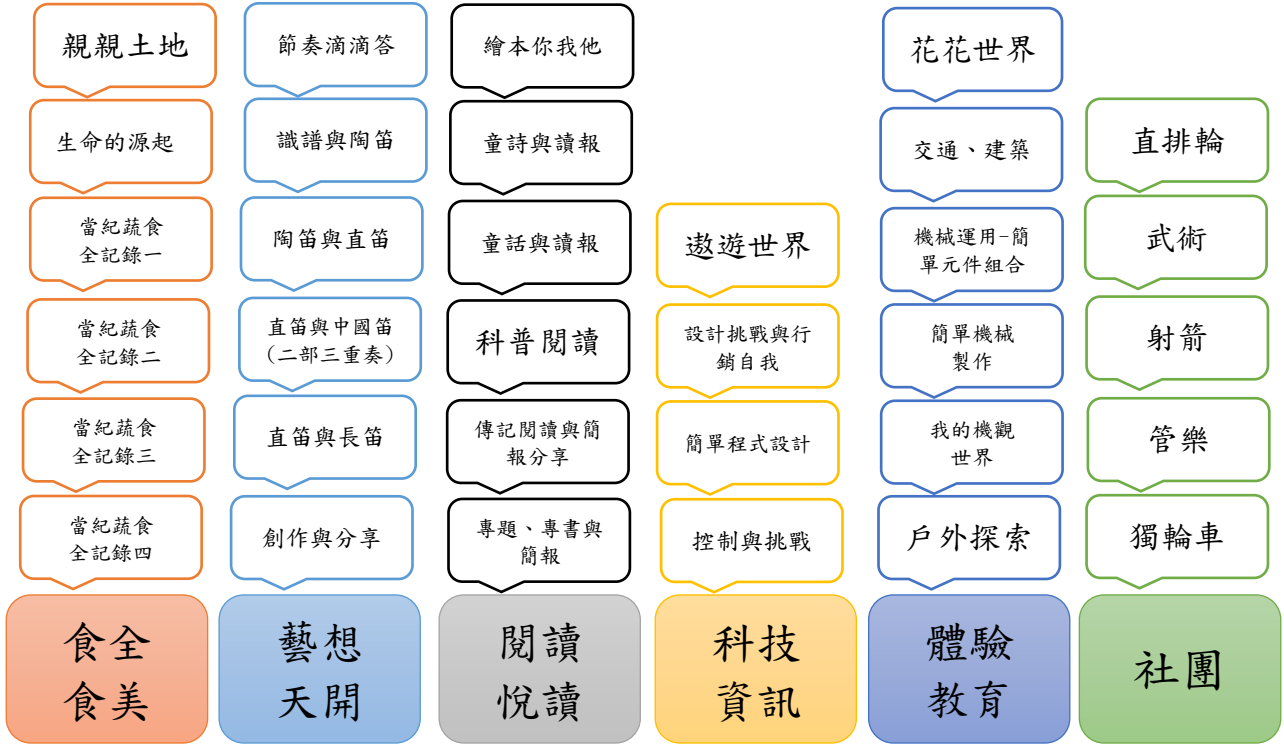 親親土地
生命的源起
當紀蔬食
全記錄一
當紀蔬食
全記錄二
當紀蔬食
全記錄三
當紀蔬食
全記錄四
食全
食美
節奏滴滴答
識譜與陶笛
陶笛與直笛
直笛與中國笛
(二部三重奏)
直笛與長笛
創作與分享
藝想
天開
繪本你我他
童詩與讀報
童話與讀報
科普閱讀
傳記閱讀與簡
報分享
專題、專書與
簡報
閱讀
悅讀
遨遊世界
設計挑戰與行
銷自我
簡單程式設計
控制與挑戰
科技
資訊
花花世界
交通、建築
機械運用-簡
單元件組合
簡單機械
製作
我的機觀
世界
戶外探索
體驗
教育
直排輪
武術
射箭
管樂
獨輪車
社團